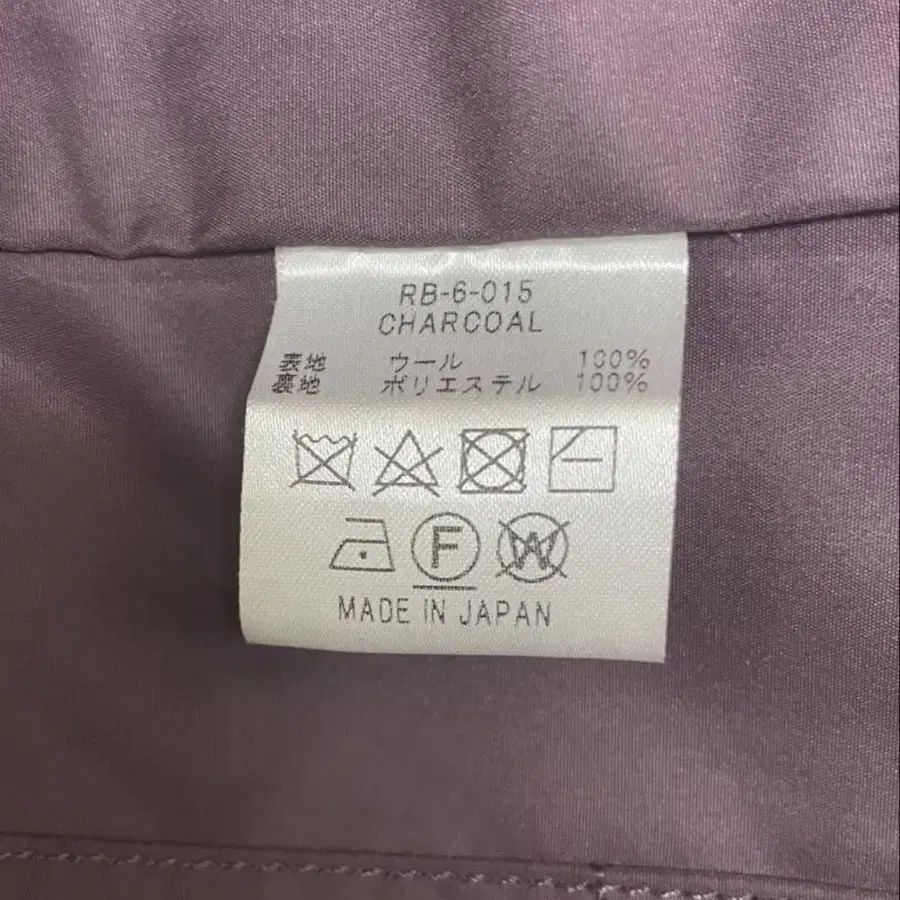 RB-6-015
CHARCOAL
表地 ウール 100%
裏地 ポリエステル 100%
F W
MADE IN JAPAN